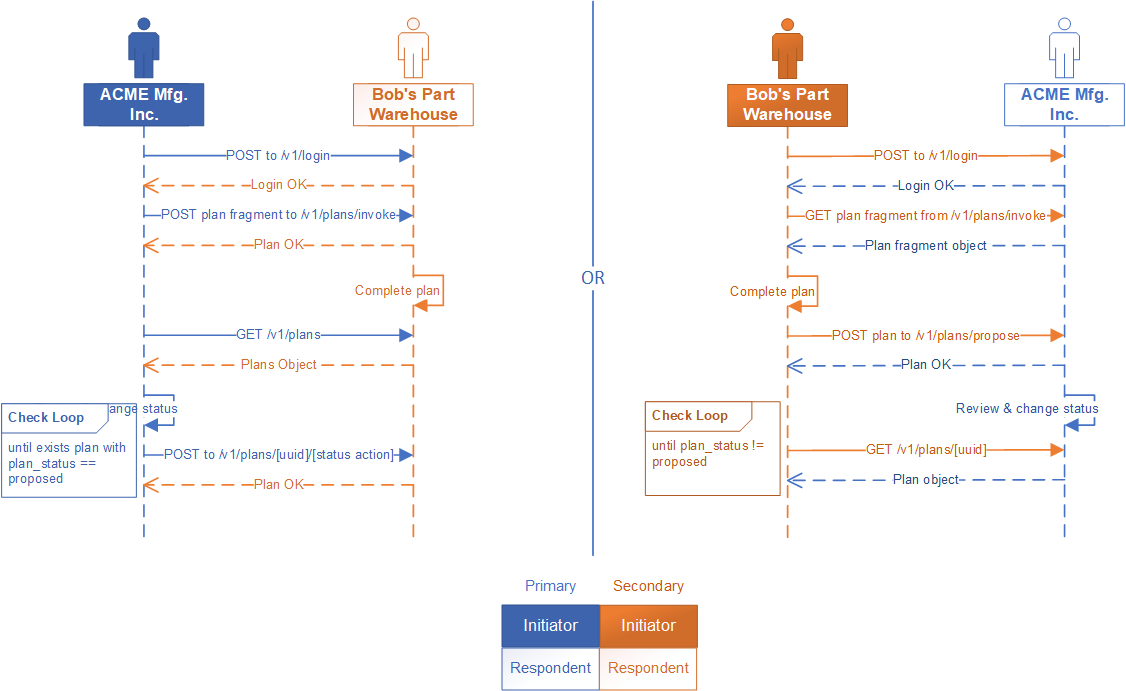 ACME Mfg.
Inc.
Bob's Part
Warehouse
POST to /v1/login
Login OK
POST plan fragment to /v1/plans/invoke
Plan OK
Complete plan
GET /v1/plans
Plans Object
ange status
Check Loop
until exists plan with
plan_status ==
proposed
POST to /v1/plans/[uuid]/[status action]
Plan OK
OR
Bob's Part
Warehouse
ACME Mfg.
Inc.
POST to /v1/login
Login OK
GET plan fragment from /v1/plans/invoke
Plan fragment object
Complete plan
POST plan to /v1/plans/propose
Plan OK
Review & change status
Check Loop
until plan_status !=
proposed
GET /v1/plans/[uuid]
Plan object
Primary
Secondary
Initiator
Initiator
Respondent
Respondent